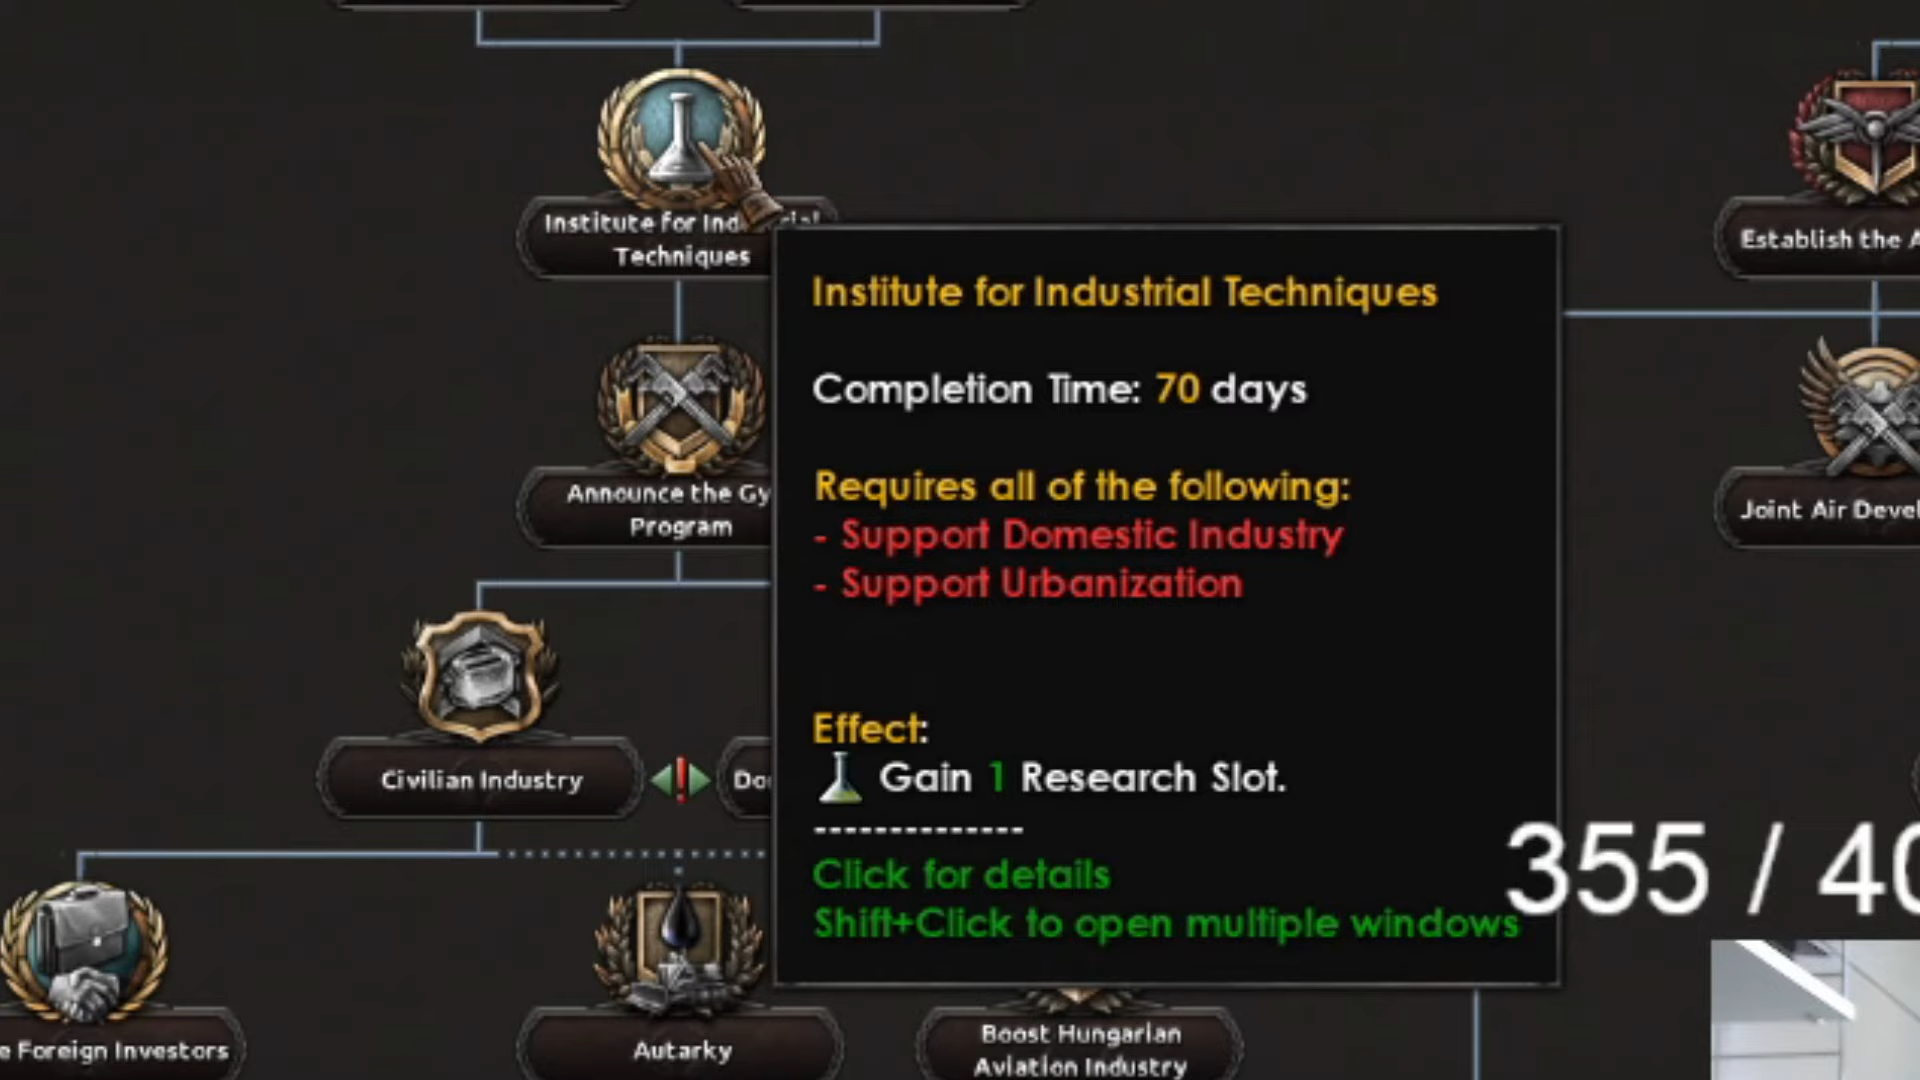 Institute for
Techniques
Establish the
Institute for Industrial Techniques
Completion Time: 70 days
Requires all of the following:
- Support Domestic Industry
- Support Urbanization
Announce the Gy
Program
Joint Air Devel
Effect:
Gain 1 Research Slot.
--------------
Click for details
Shift+Click to open multiple windows
Civilian Industry
355 / 40
Foreign Investors
Autarky
Boost Hungarian
Aviation Industry